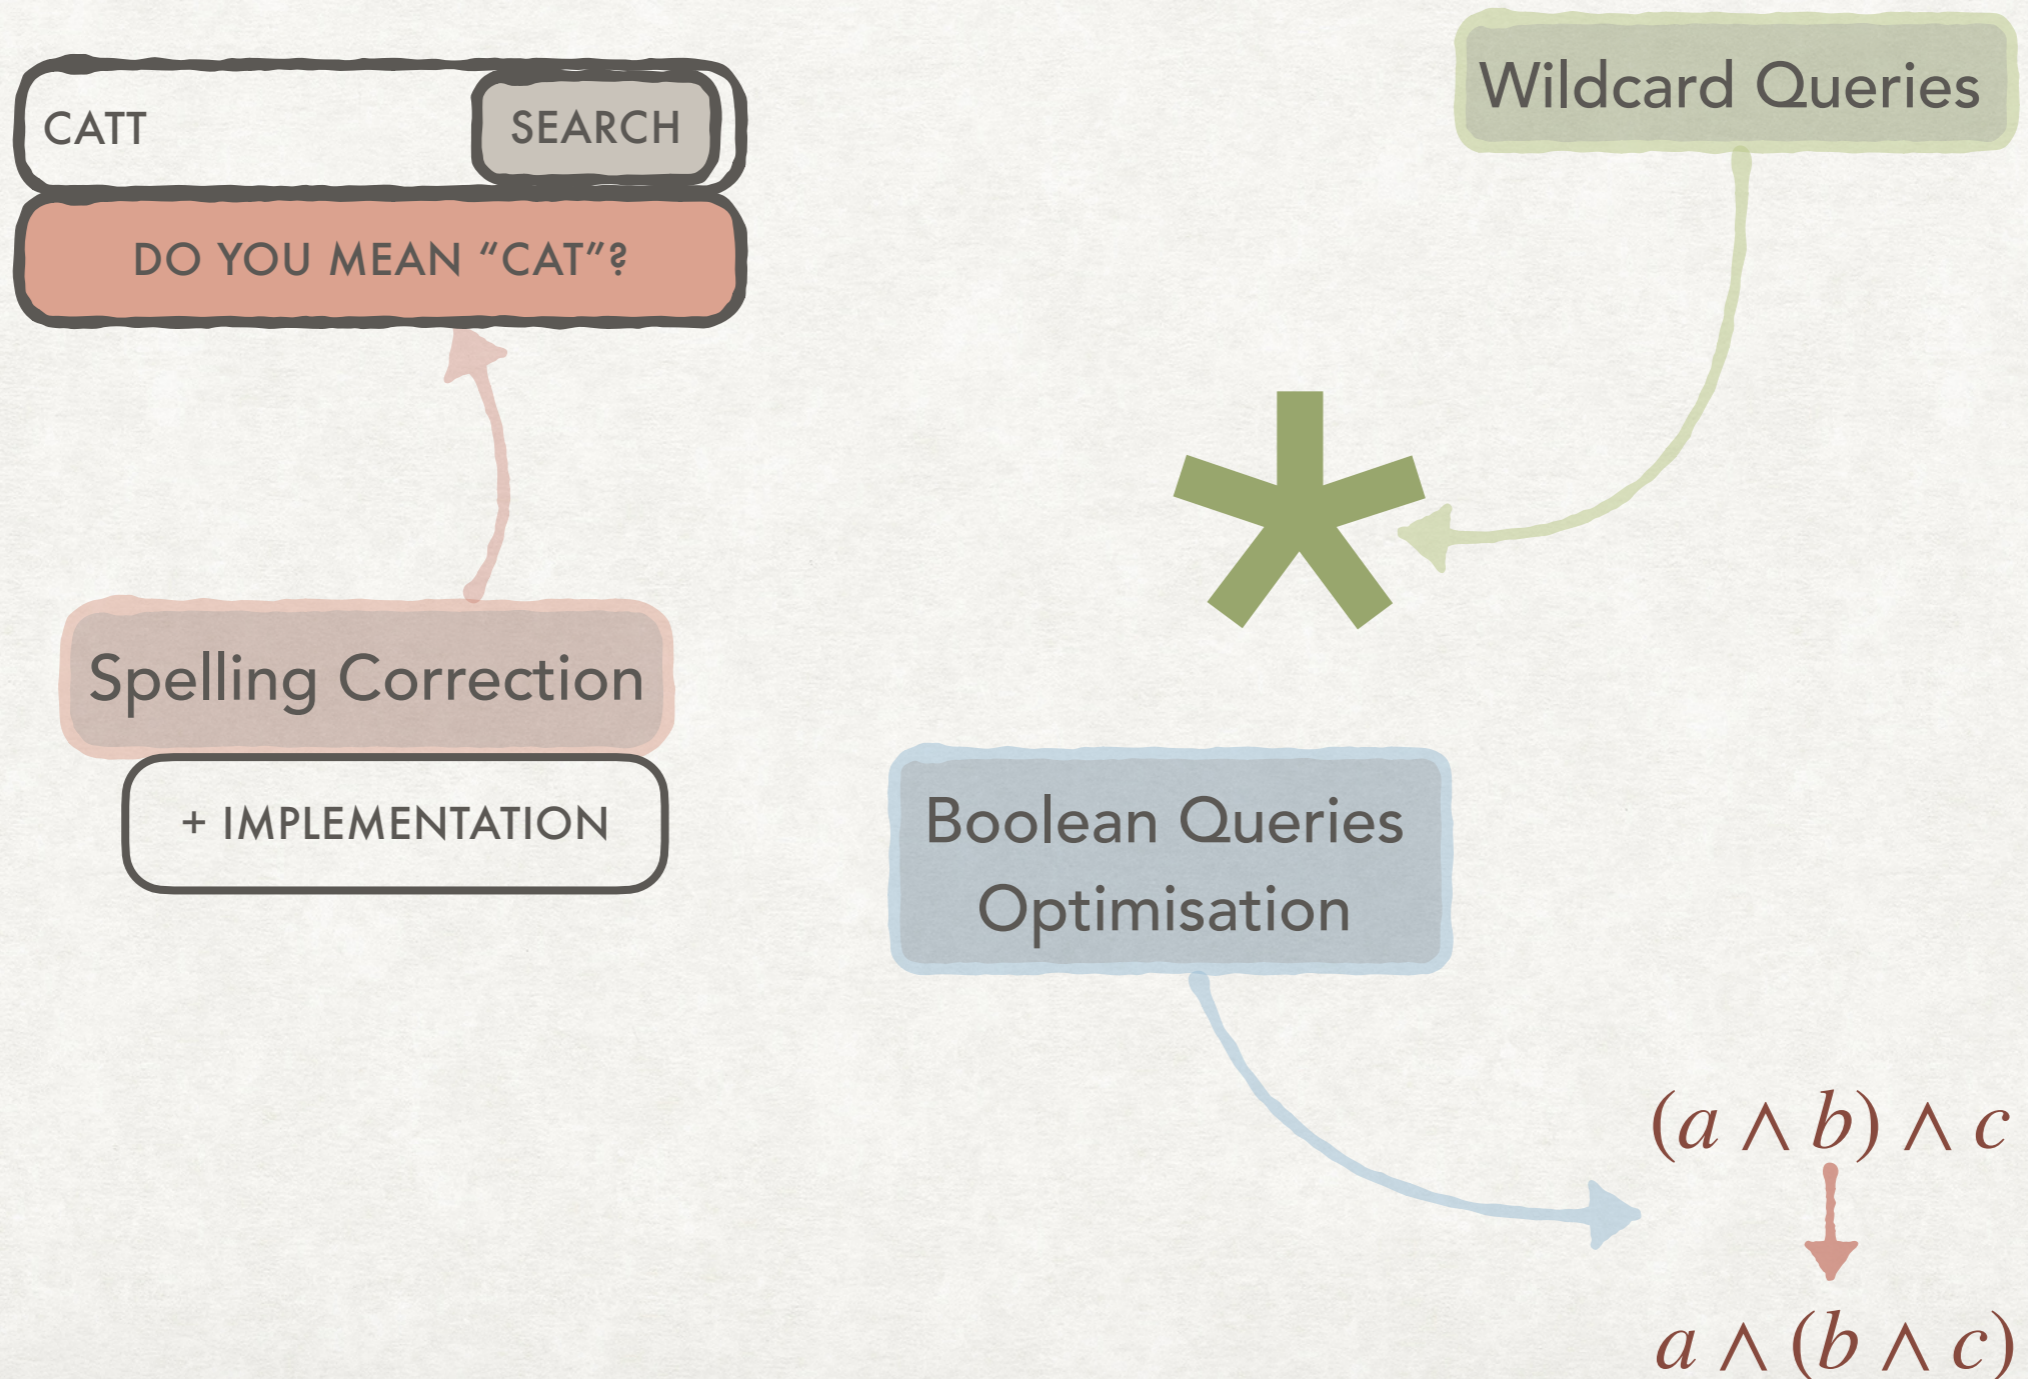 CATT
SEARCH
DO YOU MEAN “CAT”?
Wildcard Queries
*
Spelling Correction
+ IMPLEMENTATION
Boolean Queries
Optimisation
(a ∧ b) ∧ c
a ∧ (b ∧ c)